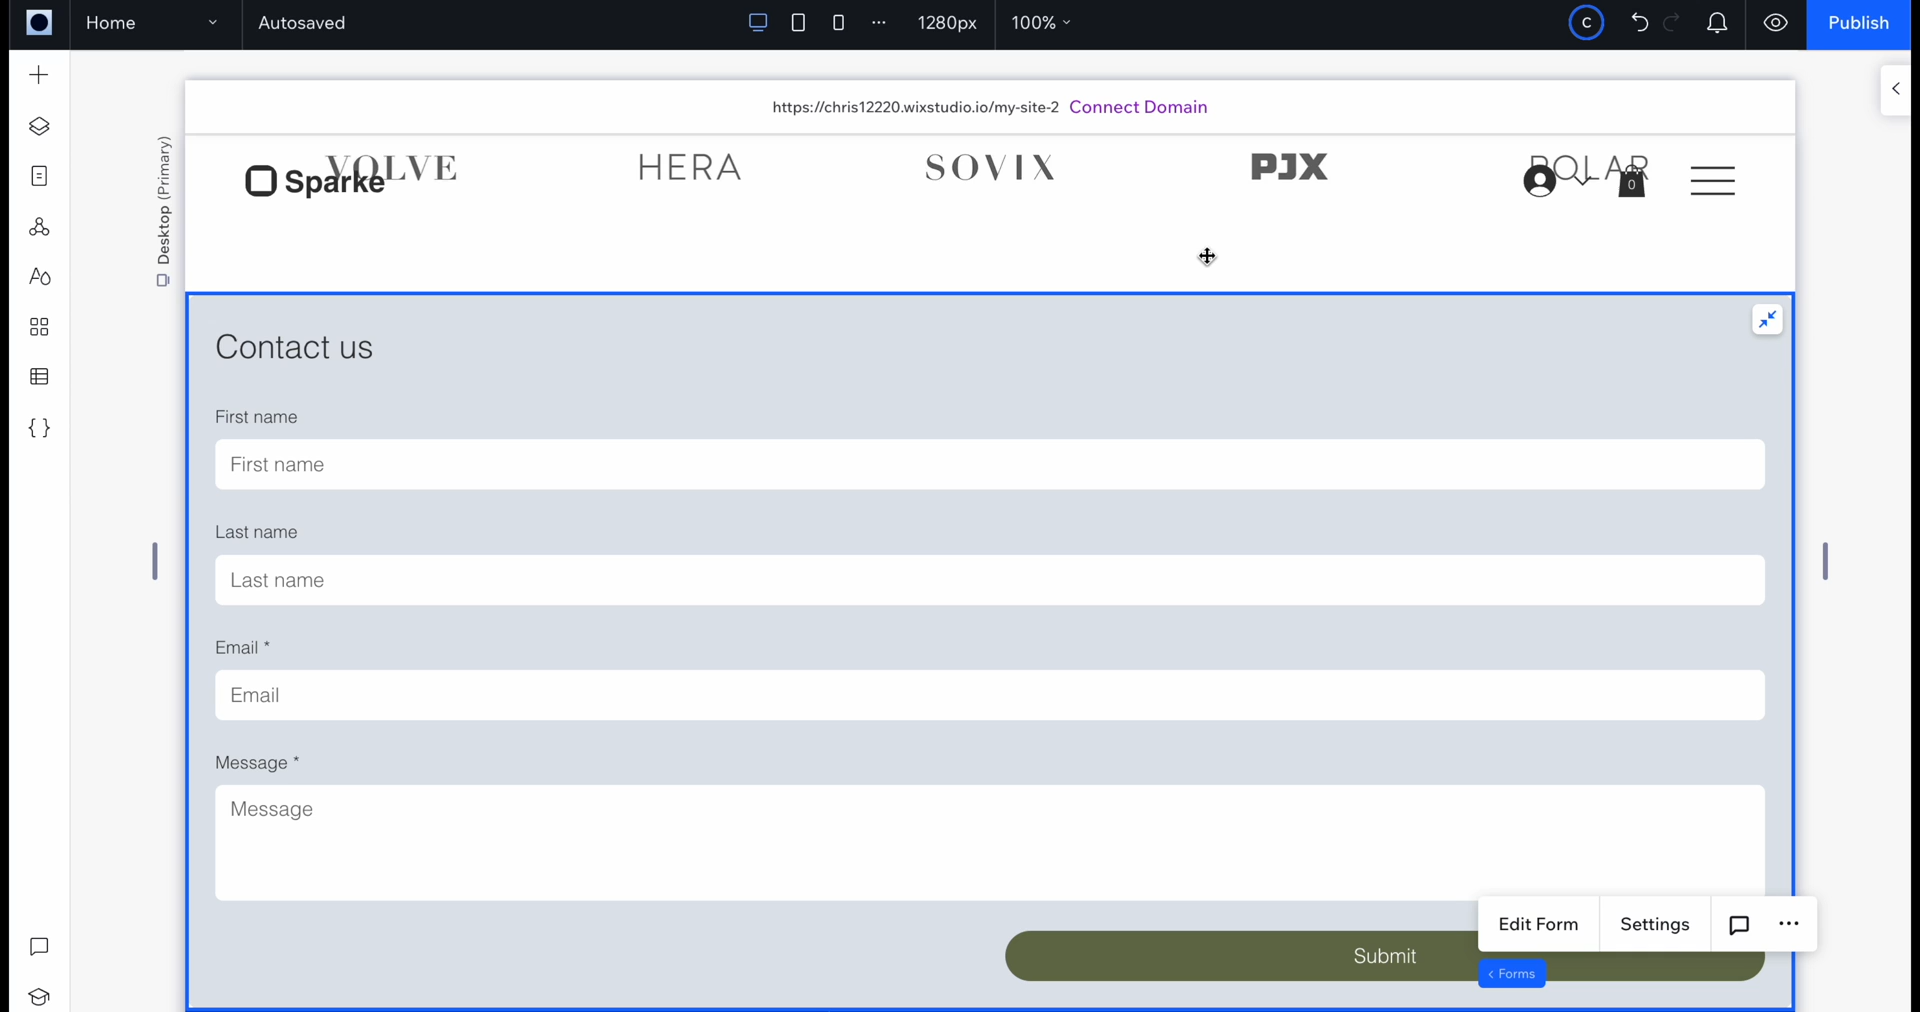 Home
Autosaved
1280px
100%
C
Publish
https://chris12220.wixstudio.io/my-site-2 Connect Domain
Desktop (Primary)
VOLVE
HERA
SOVIX
PJX
POLAR
Sparke
0
Contact us
First name
First name
Last name
Last name
Email *
Email
Message *
Message
Edit Form
Settings
Submit
< Forms